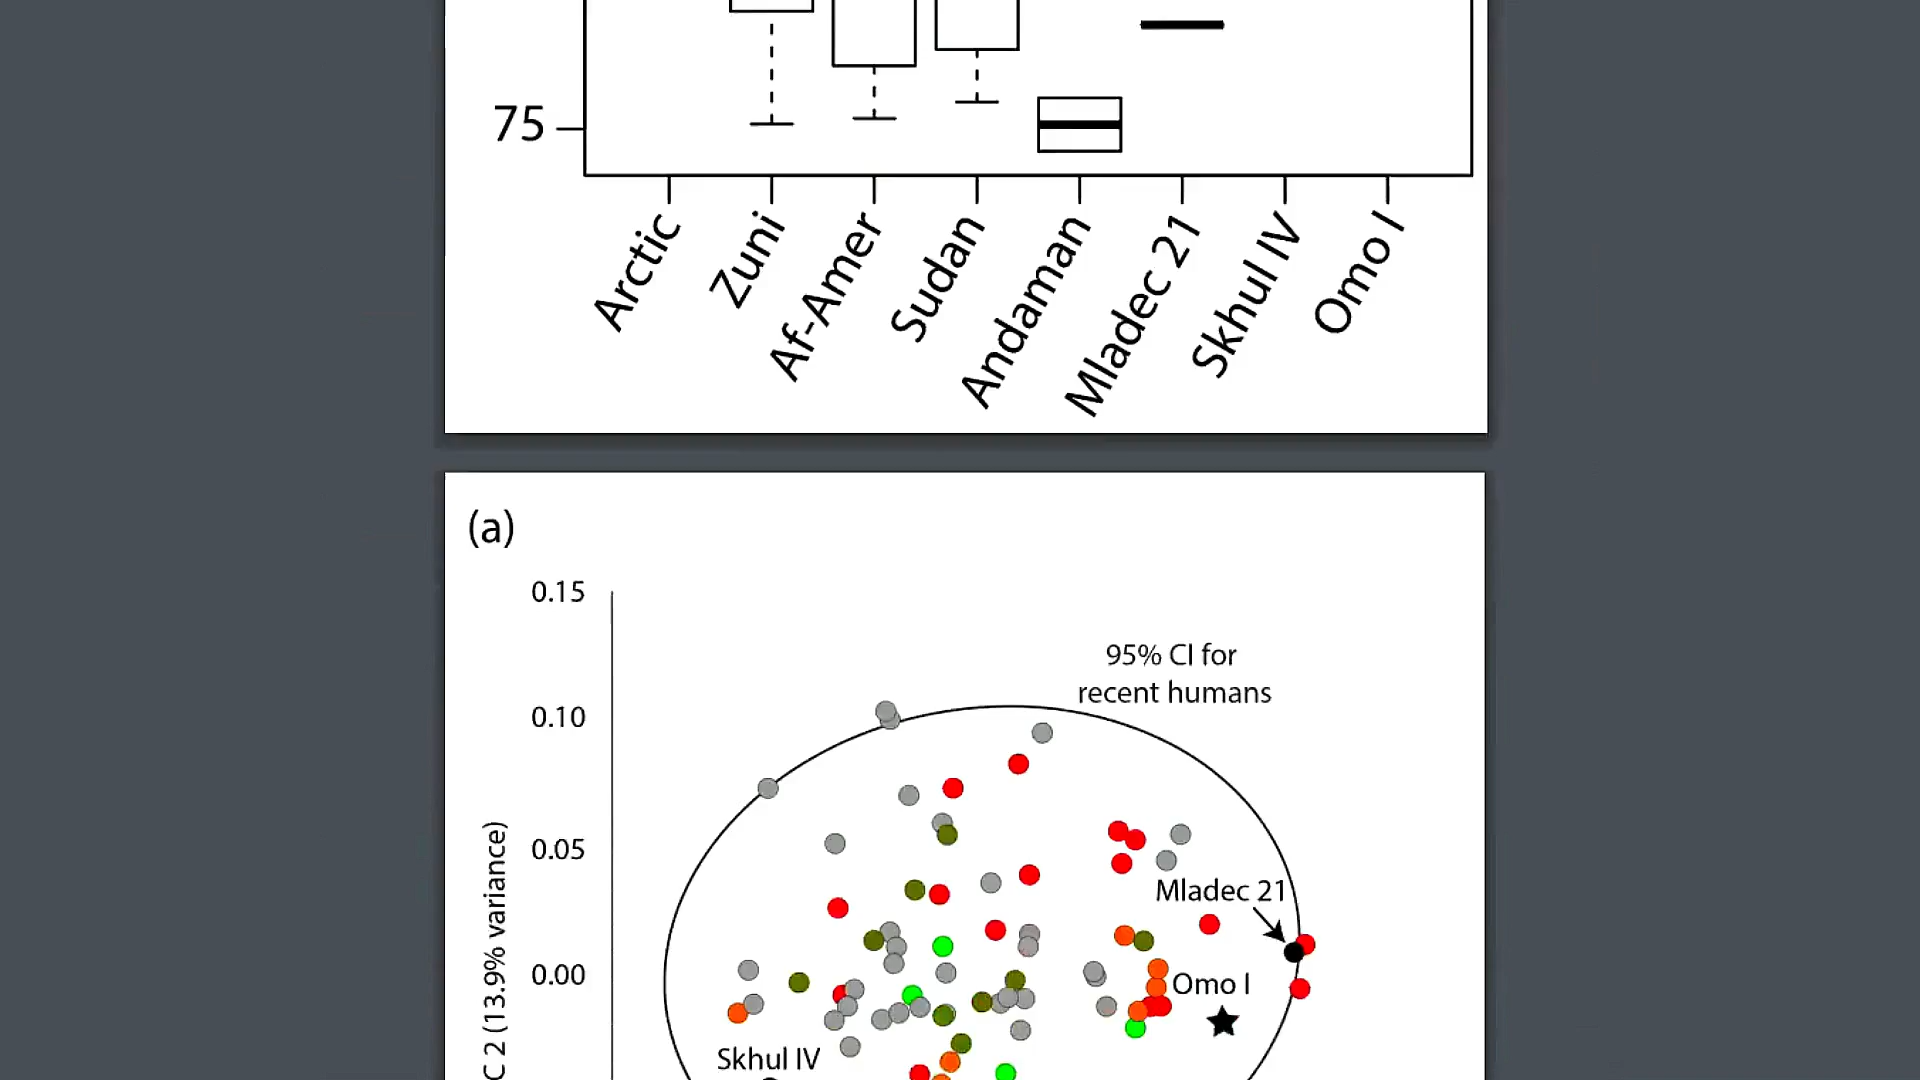 75
Arctic
Zuni
Af-Amer
Sudan
Andaman
Mladec 21
Skhul IV
Omo I
(a)
0.15
95% CI for
recent humans
0.10
0.05
Mladec 21
0.00
Omo I
Skhul IV
C 2 (13.9% variance)